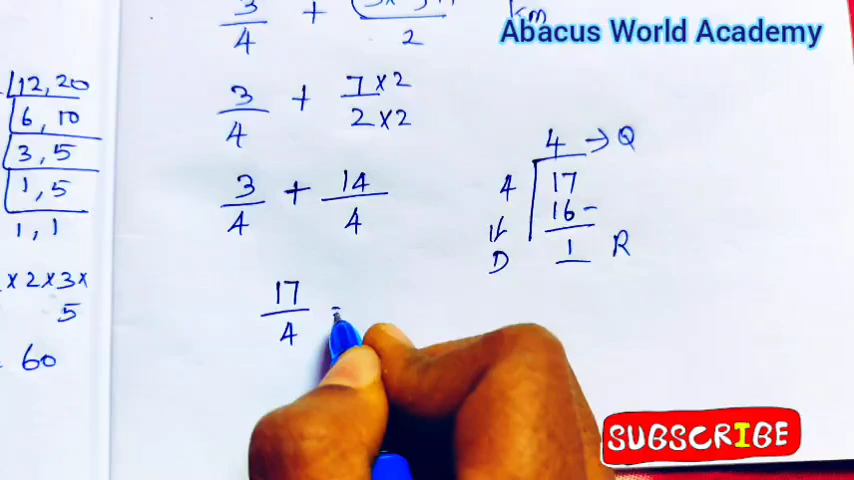 Abacus World Academy
3/4 + 2 km
3/4 + 7×2/2×2
3/4 + 14/4
17/4 =
4 → Q
4 17
16 -
1 R
D
12, 20
6, 10
3, 5
1, 5
1, 1
×2×3×
5
60
SUBSCRIBE